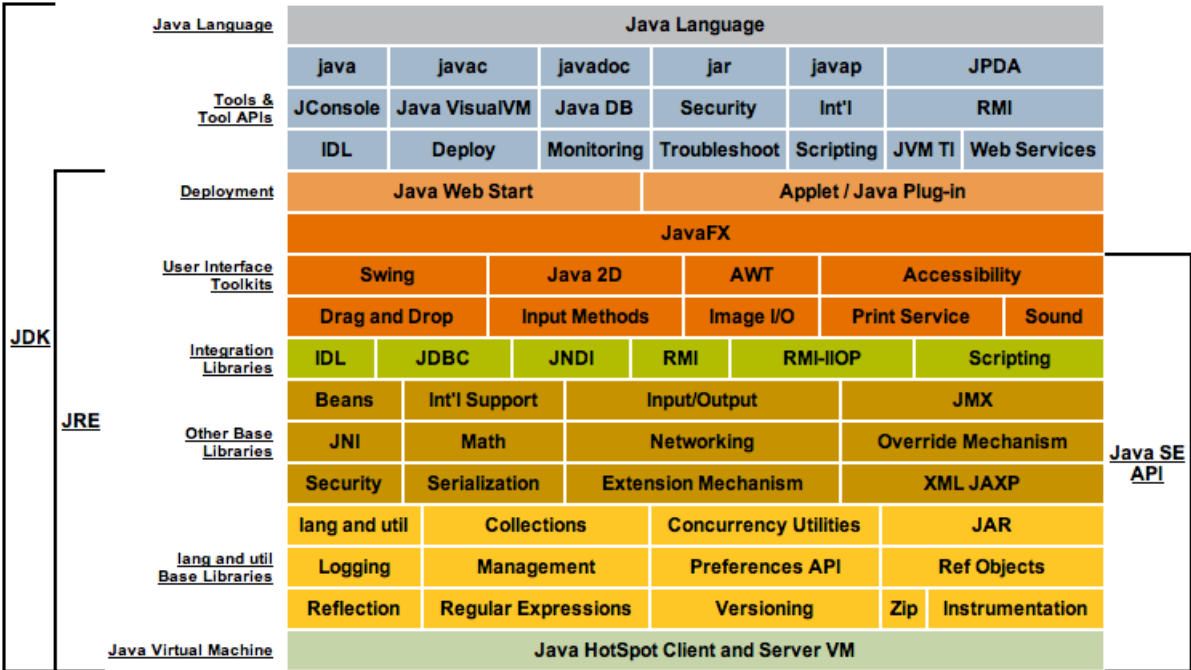 Java Language Java Language
java javac javadoc jar javap JPDA
Tools &
Tool APIs
JConsole Java VisualVM Java DB Security Int'l RMI
IDL Deploy Monitoring Troubleshoot Scripting JVM TI Web Services
Deployment Java Web Start Applet / Java Plug-in
JavaFX
User Interface
Toolkits
Swing Java 2D AWT Accessibility
Drag and Drop Input Methods Image I/O Print Service Sound
JDK
Integration
Libraries
IDL JDBC JNDI RMI RMI-IIOP Scripting
Beans Int'l Support Input/Output JMX
JRE
Other Base
Libraries
JNI Math Networking Override Mechanism
Java SE
API
Security Serialization Extension Mechanism XML JAXP
lang and util Collections Concurrency Utilities JAR
lang and util
Base Libraries
Logging Management Preferences API Ref Objects
Reflection Regular Expressions Versioning Zip Instrumentation
Java Virtual Machine Java HotSpot Client and Server VM